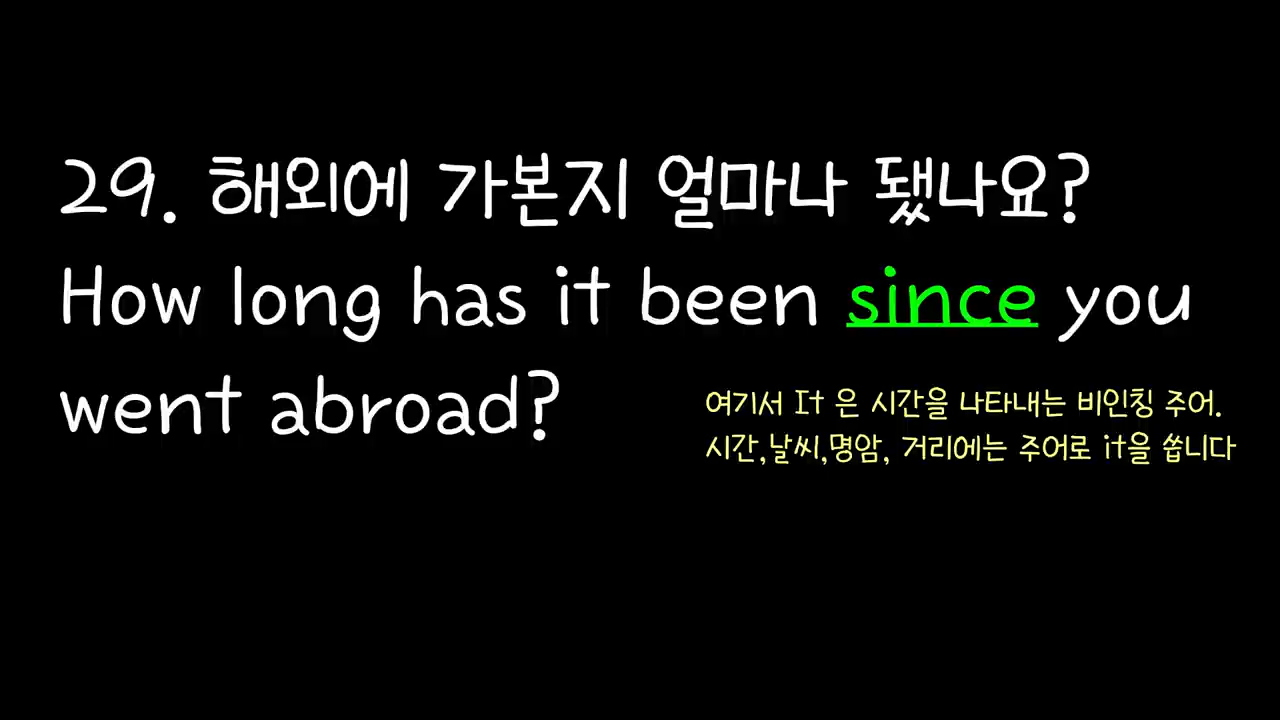 29. 해외에 가본지 얼마나 됐나요?
How long has it been since you
went abroad?
여기서 It 은 시간을 나타내는 비인칭 주어.
시간,날씨,명암, 거리에는 주어로 it을 씁니다